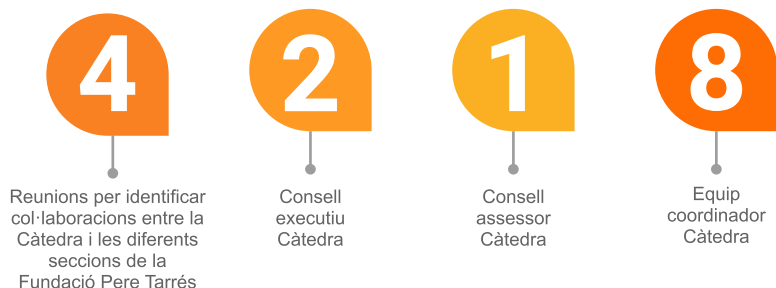 4
Reunions per identificar
col·laboracions entre la
Càtedra i les diferents
seccions de la
Fundació Pere Tarrés
2
Consell
executiu
Càtedra
1
Consell
assessor
Càtedra
8
Equip
coordinador
Càtedra